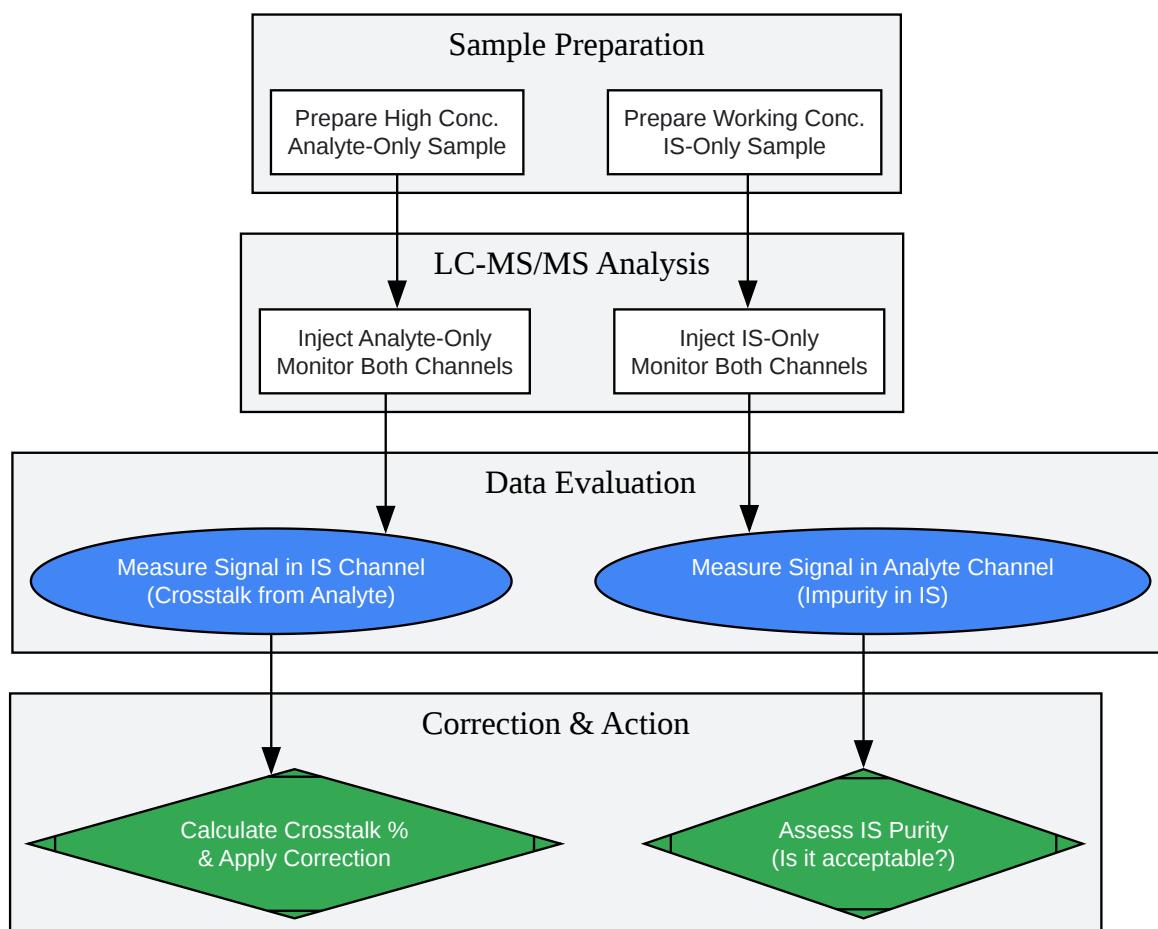 Sample Preparation
Prepare High Conc.
Analyte-Only Sample
Prepare Working Conc.
IS-Only Sample
LC-MS/MS Analysis
Inject Analyte-Only
Monitor Both Channels
Inject IS-Only
Monitor Both Channels
Data Evaluation
Measure Signal in IS Channel
(Crosstalk from Analyte)
Measure Signal in Analyte Channel
(Impurity in IS)
Correction & Action
Calculate Crosstalk %
& Apply Correction
Assess IS Purity
(Is it acceptable?)